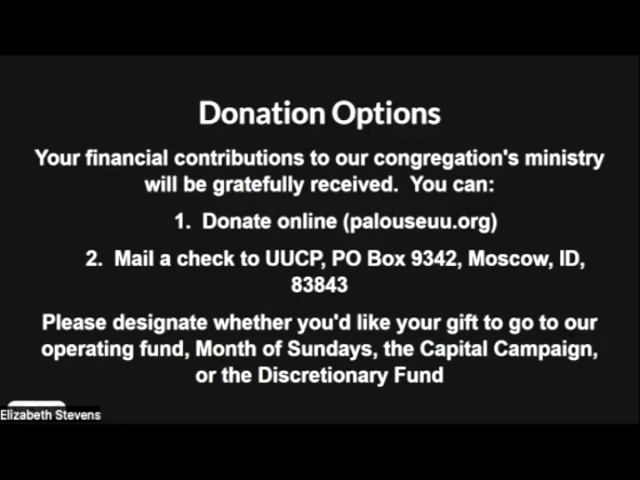 Donation Options
Your financial contributions to our congregation's ministry
will be gratefully received. You can:
1. Donate online (palouseuu.org)
2. Mail a check to UUCP, PO Box 9342, Moscow, ID,
83843
Please designate whether you'd like your gift to go to our
operating fund, Month of Sundays, the Capital Campaign,
or the Discretionary Fund
Elizabeth Stevens